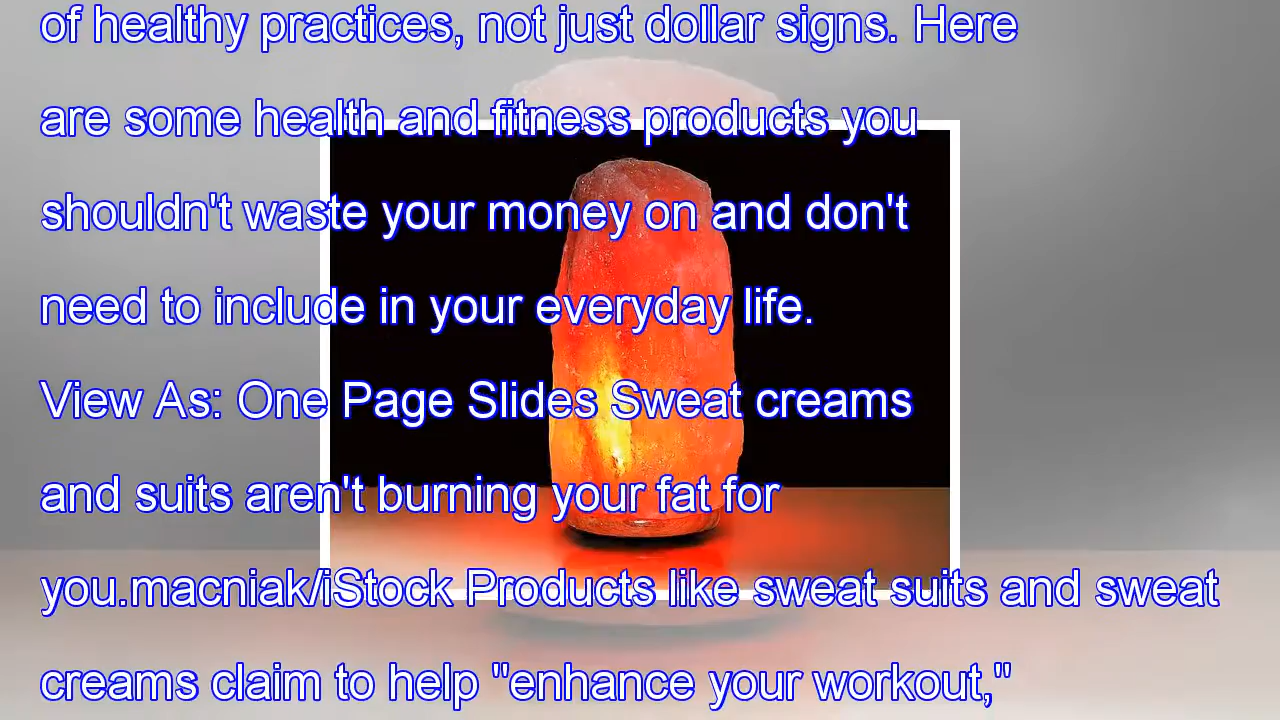 of healthy practices, not just dollar signs. Here
are some health and fitness products you
shouldn't waste your money on and don't
need to include in your everyday life.
View As: One Page Slides Sweat creams
and suits aren't burning your fat for
you.macniak/iStock Products like sweat suits and sweat
creams claim to help "enhance your workout,"